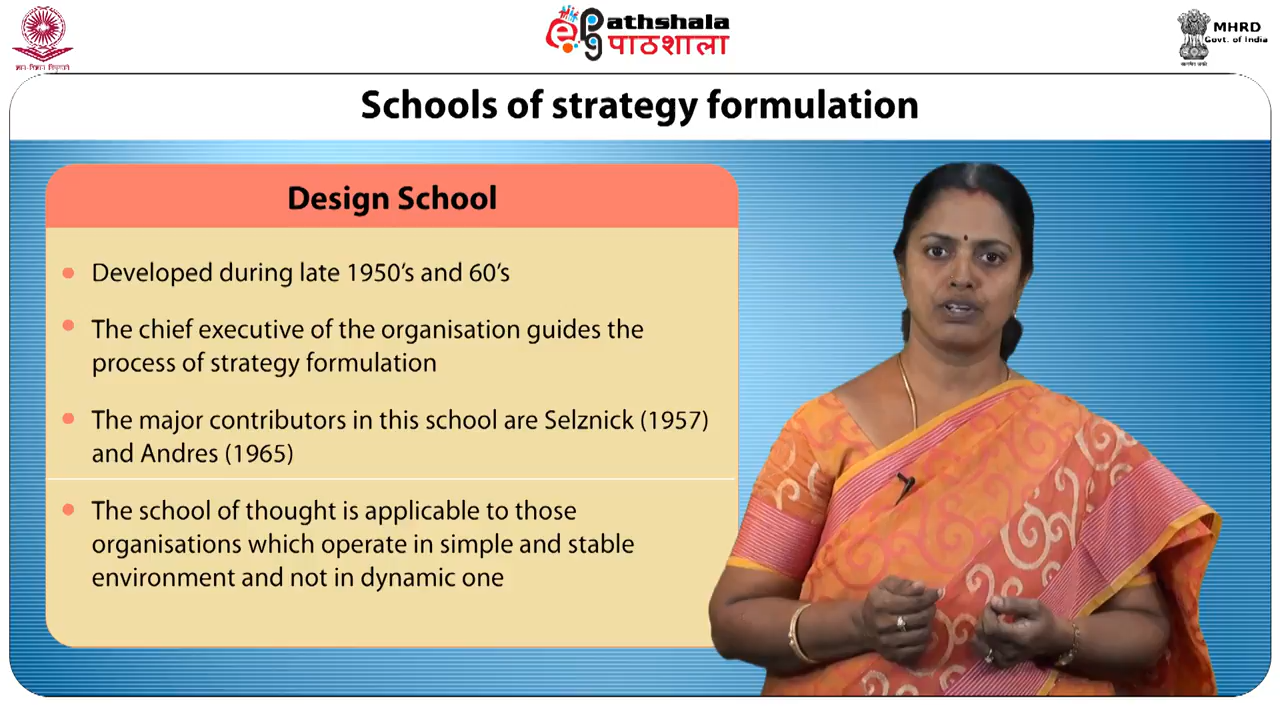 ज्ञान-विज्ञान विमुक्तये
epathshala
पाठशाला
MHRD
Govt. of India
Schools of strategy formulation
Design School
Developed during late 1950's and 60's
The chief executive of the organisation guides the
process of strategy formulation
The major contributors in this school are Selznick (1957)
and Andres (1965)
The school of thought is applicable to those
organisations which operate in simple and stable
environment and not in dynamic one